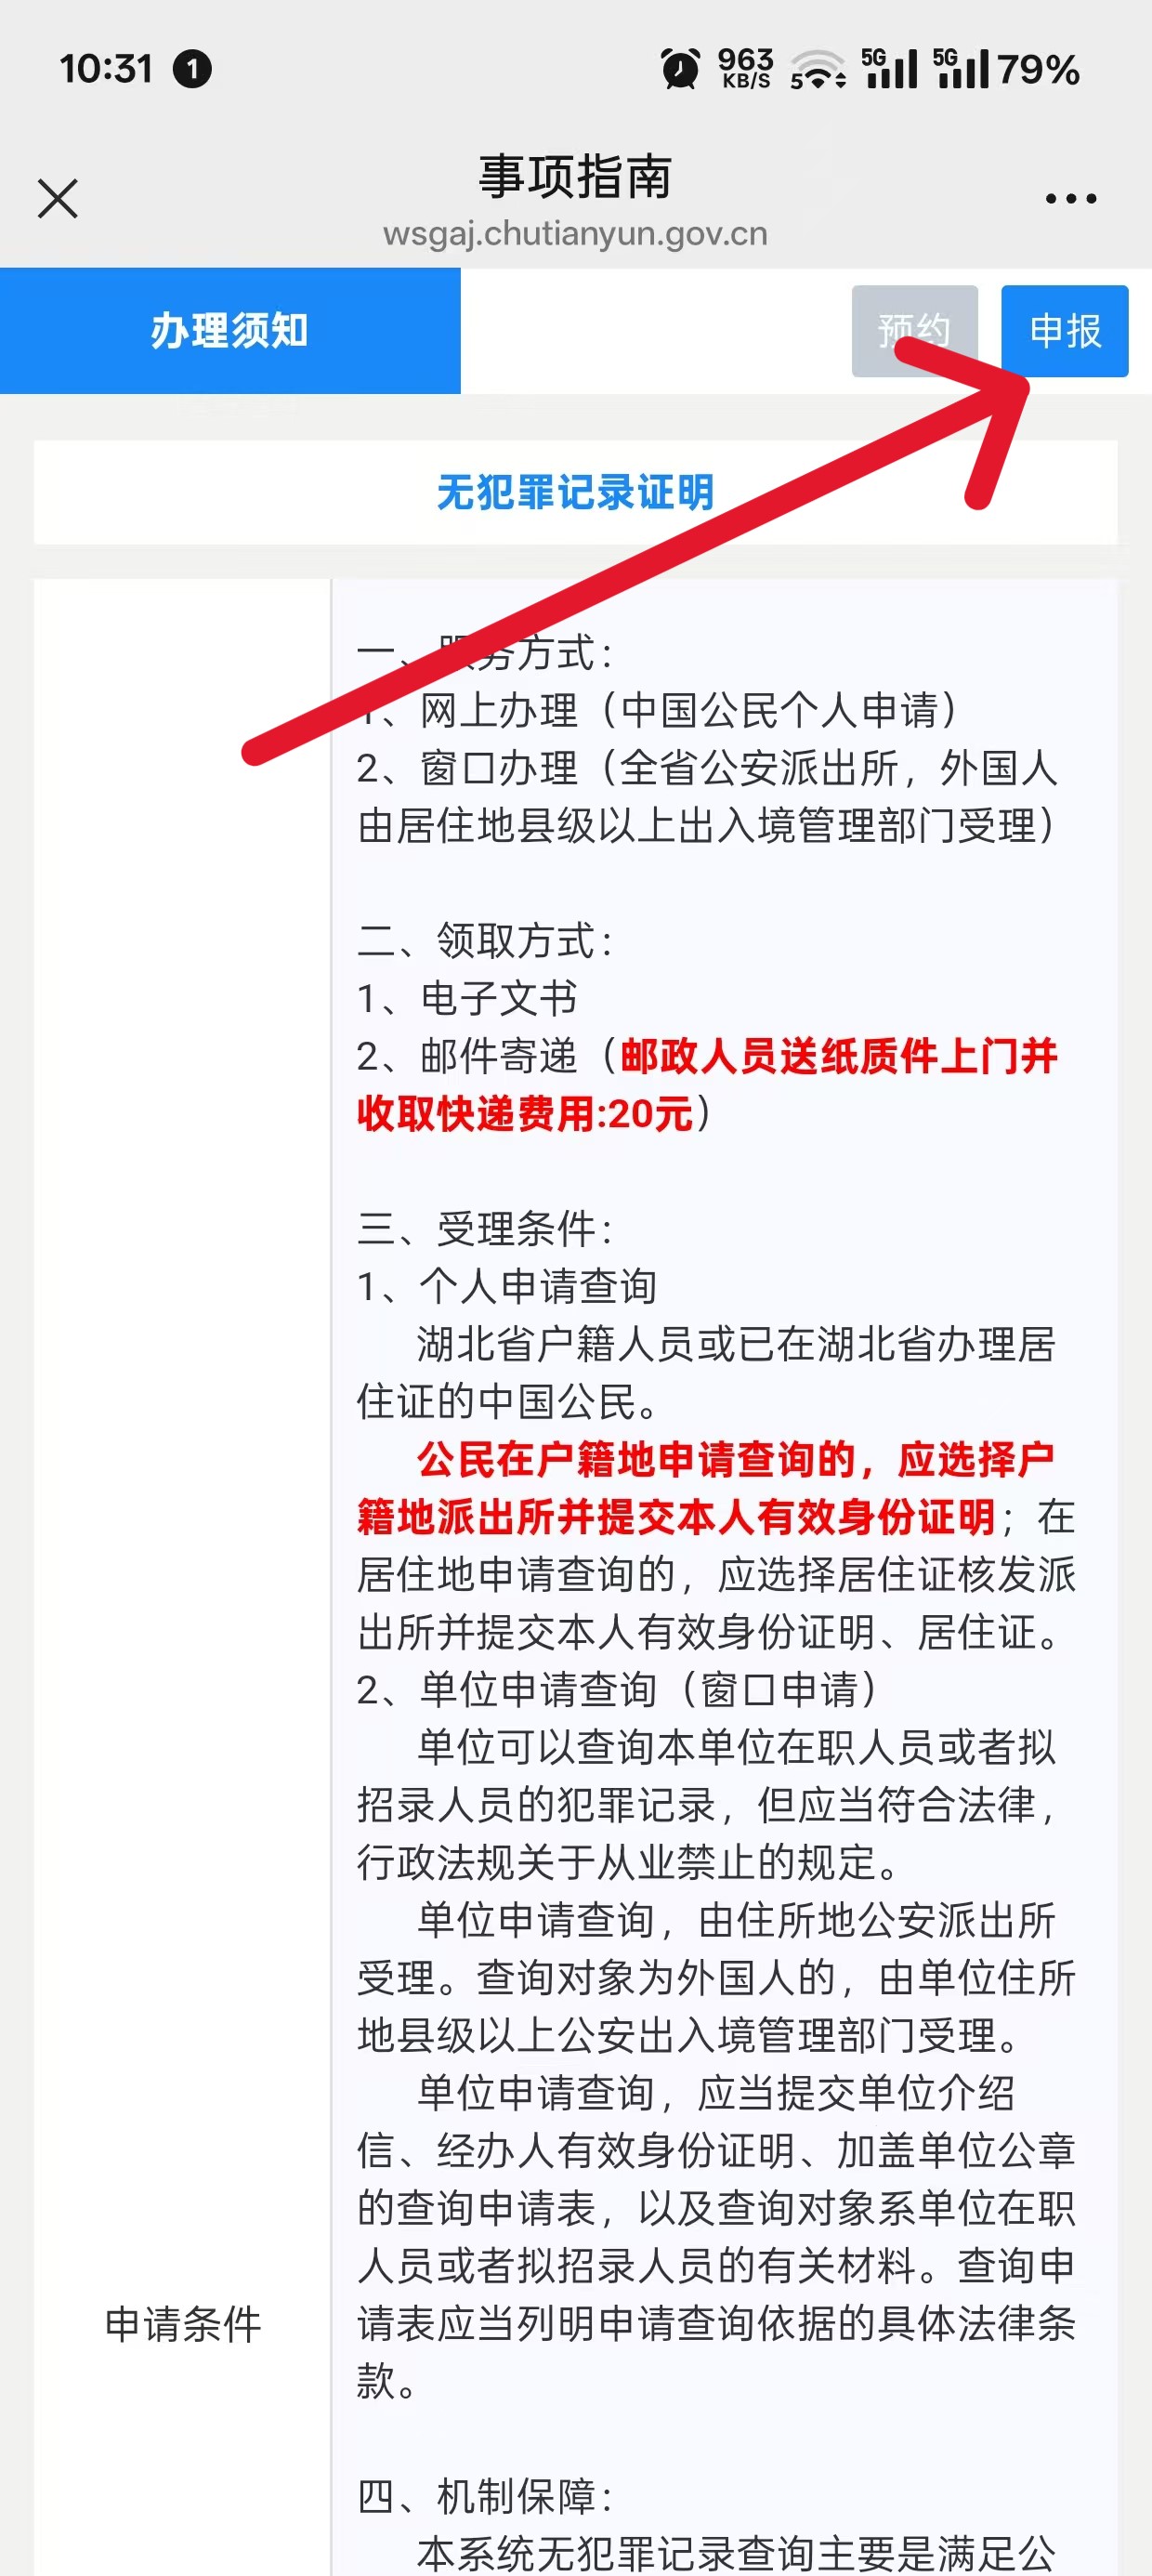 10:31 1 963 KB/S 5 5G 5G 79%
事项指南
wsgaj.chutianyun.gov.cn
办理须知 预约 申报
无犯罪记录证明
一、服务方式：
1、网上办理（中国公民个人申请）
2、窗口办理（全省公安派出所，外国人
由居住地县级以上出入境管理部门受理）
二、领取方式：
1、电子文书
2、邮件寄递（邮政人员送纸质件上门并
收取快递费用:20元）
三、受理条件：
1、个人申请查询
湖北省户籍人员或已在湖北省办理居
住证的中国公民。
公民在户籍地申请查询的，应选择户
籍地派出所并提交本人有效身份证明；在
居住地申请查询的，应选择居住证核发派
出所并提交本人有效身份证明、居住证。
2、单位申请查询（窗口申请）
单位可以查询本单位在职人员或者拟
招录人员的犯罪记录，但应当符合法律，
行政法规关于从业禁止的规定。
单位申请查询，由住所地公安派出所
受理。查询对象为外国人的，由单位住所
地县级以上公安出入境管理部门受理。
单位申请查询，应当提交单位介绍
信、经办人有效身份证明、加盖单位公章
的查询申请表，以及查询对象系单位在职
人员或者拟招录人员的有关材料。查询申
申请条件
请表应当列明申请查询依据的具体法律条
款。
四、机制保障：
本系统无犯罪记录查询主要是满足公